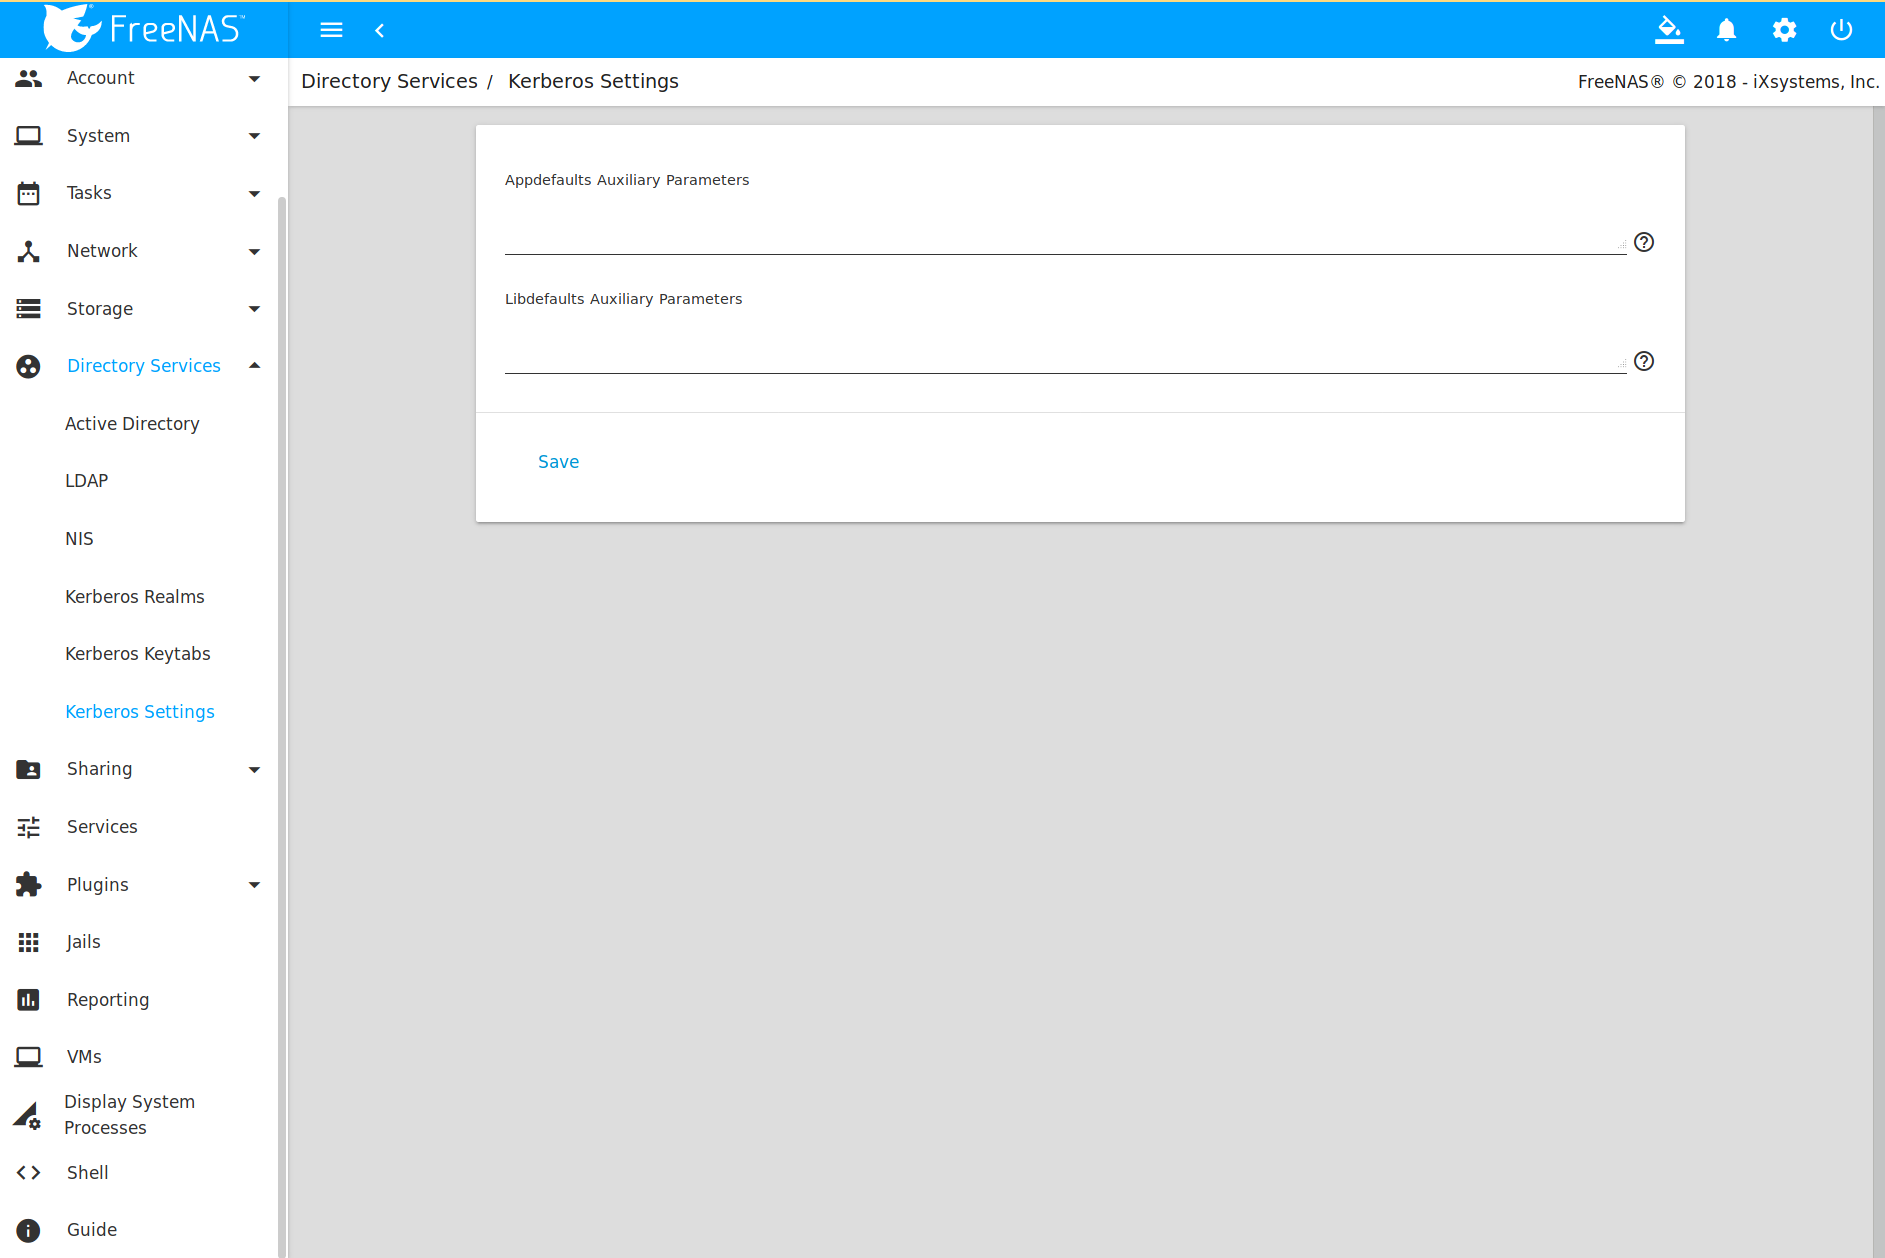 FreeNAS™
Directory Services / Kerberos Settings
FreeNAS® © 2018 - iXsystems, Inc.
Account
System
Tasks
Network
Storage
Directory Services
Active Directory
LDAP
NIS
Kerberos Realms
Kerberos Keytabs
Kerberos Settings
Sharing
Services
Plugins
Jails
Reporting
VMs
Display System
Processes
Shell
Guide
Appdefaults Auxiliary Parameters
Libdefaults Auxiliary Parameters
Save